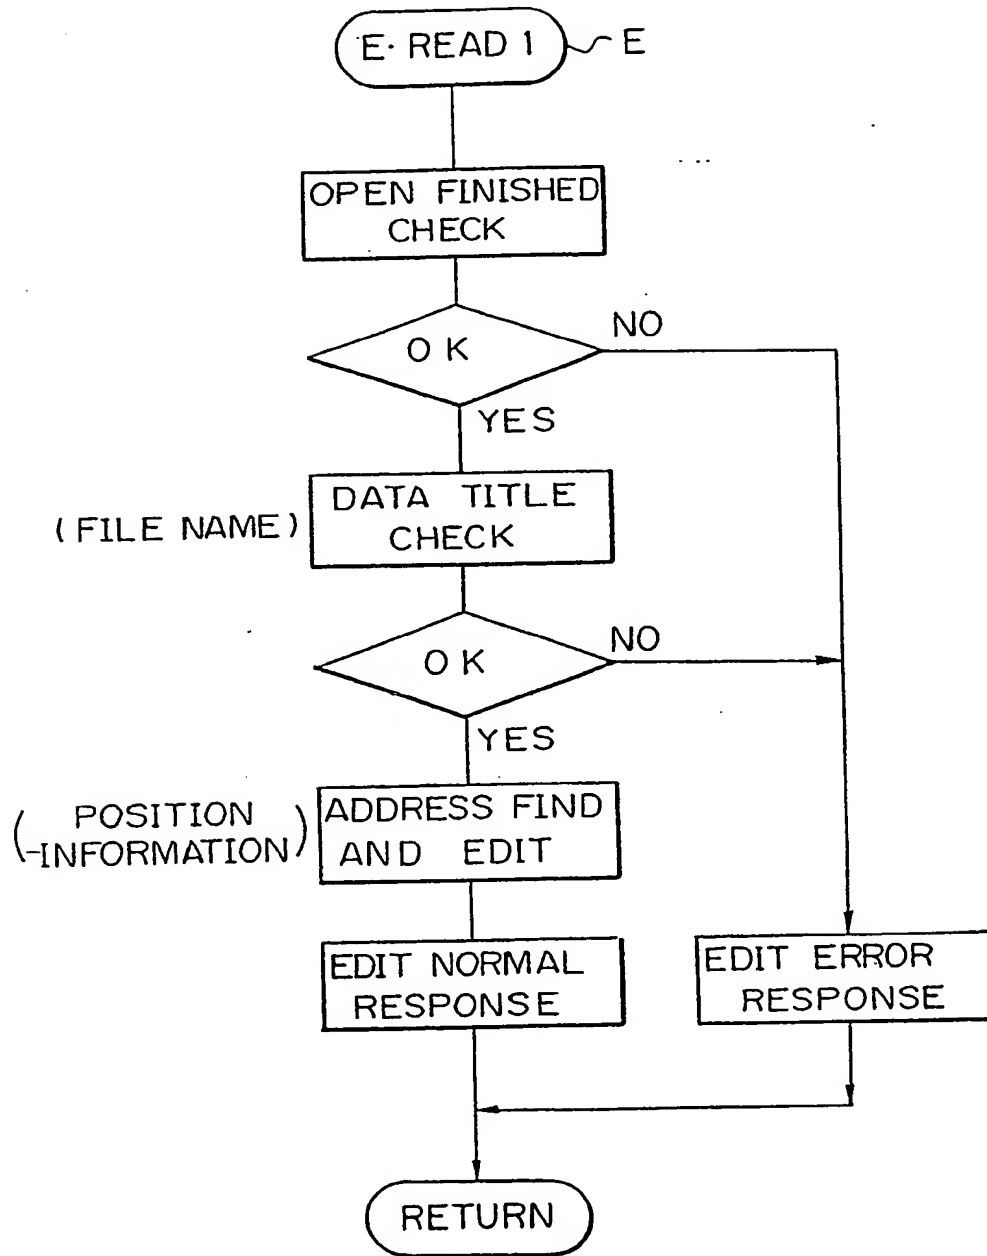 E· READ 1
E
OPEN FINISHED
CHECK
OK
NO
YES
(FILE NAME)
DATA TITLE
CHECK
OK
NO
YES
(POSITION
-INFORMATION)
ADDRESS FIND
AND EDIT
EDIT NORMAL
RESPONSE
EDIT ERROR
RESPONSE
RETURN